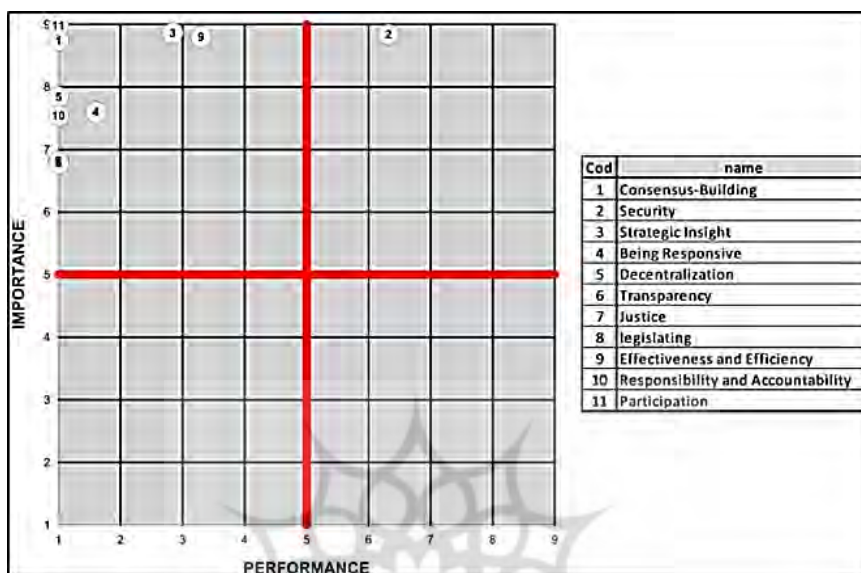 9 11
1
3
9
2
8
5
10
4
7
6
IMPORTANCE
5
4
3
2
1
1 2 3 4 5 6 7 8 9
PERFORMANCE
Cod name
1 Consensus-Building
2 Security
3 Strategic Insight
4 Being Responsive
5 Decentralization
6 Transparency
7 Justice
8 legislating
9 Effectiveness and Efficiency
10 Responsibility and Accountability
11 Participation